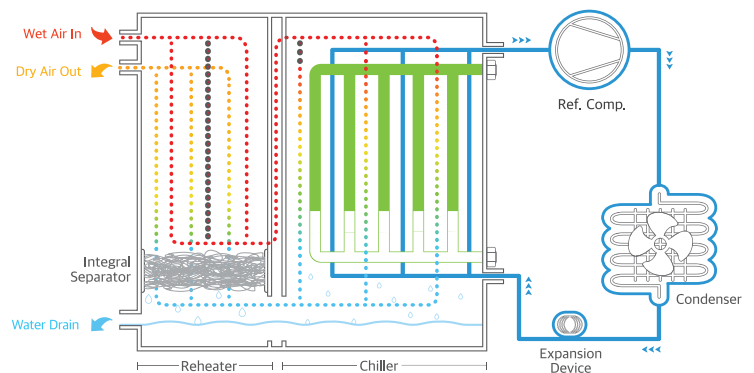 Wet Air In
Dry Air Out
Ref. Comp.
Integral
Separator
Condenser
Water Drain
Expansion
Device
Reheater
Chiller